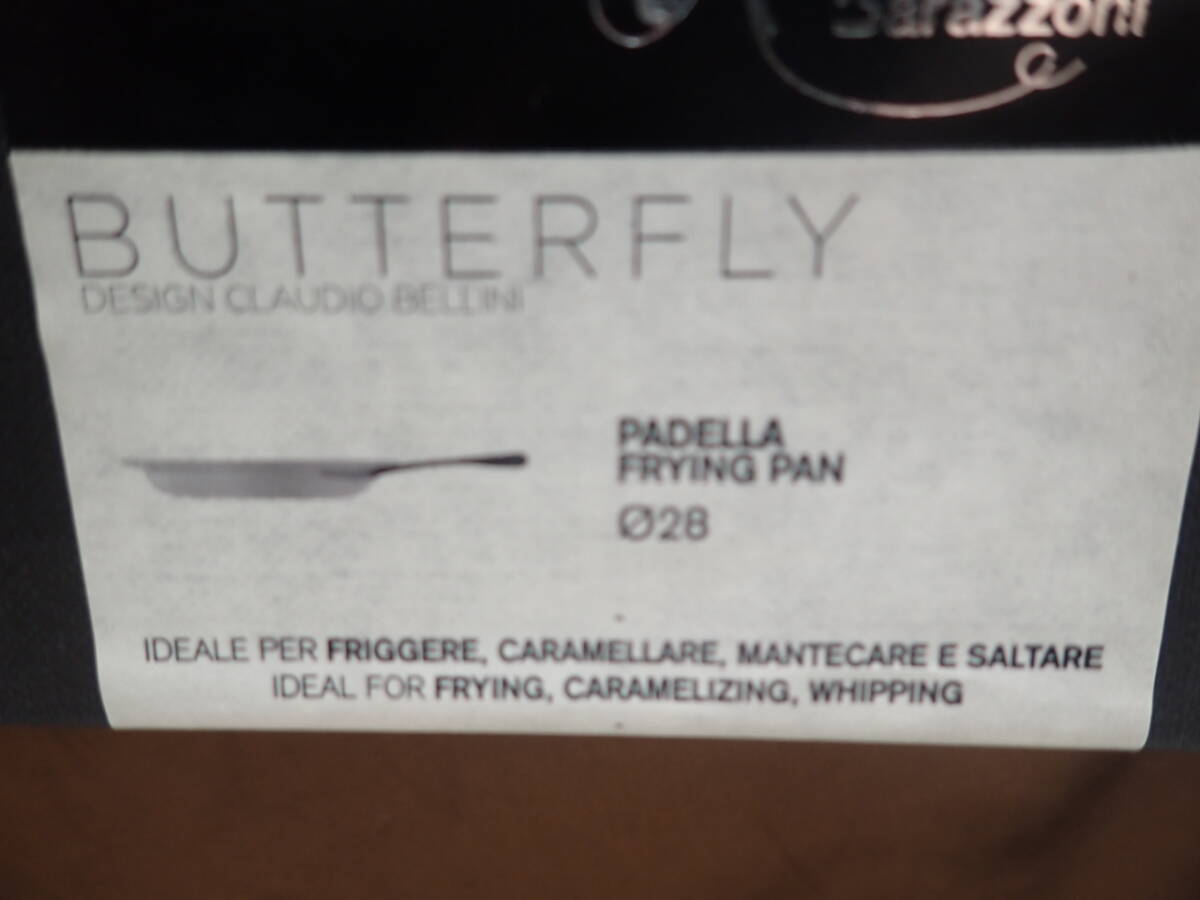 Barazzoni
BUTTERFLY
DESIGN CLAUDIO BELLINI
PADELLA
FRYING PAN
Ø28
IDEALE PER FRIGGERE, CARAMELLARE, MANTECARE E SALTARE
IDEAL FOR FRYING, CARAMELIZING, WHIPPING